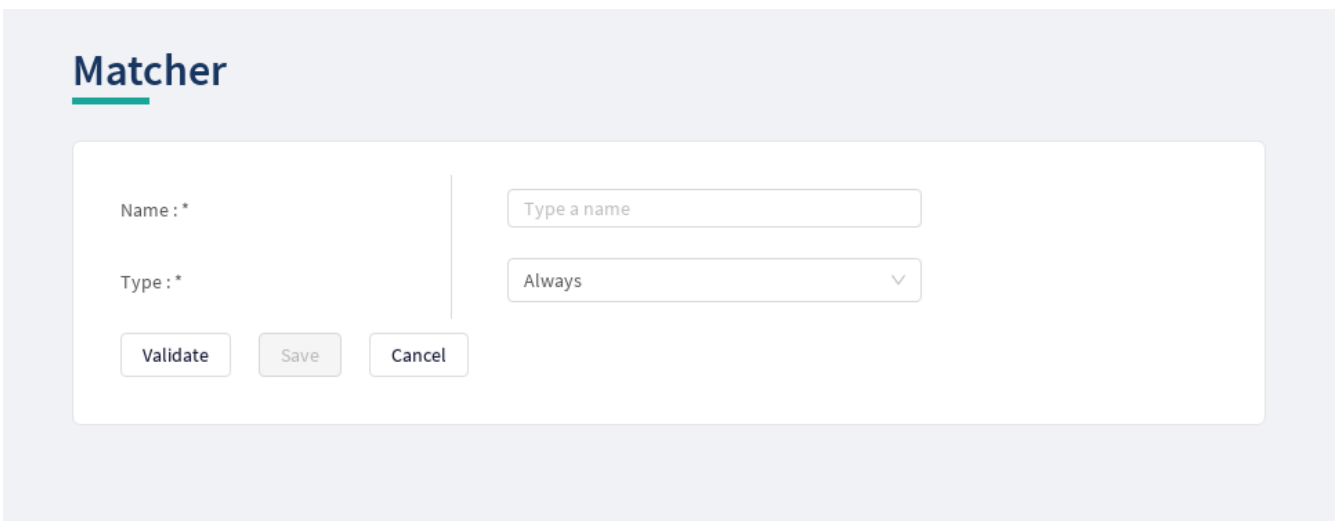 Matcher
Name : * Type a name
Type : * Always
Validate Save Cancel